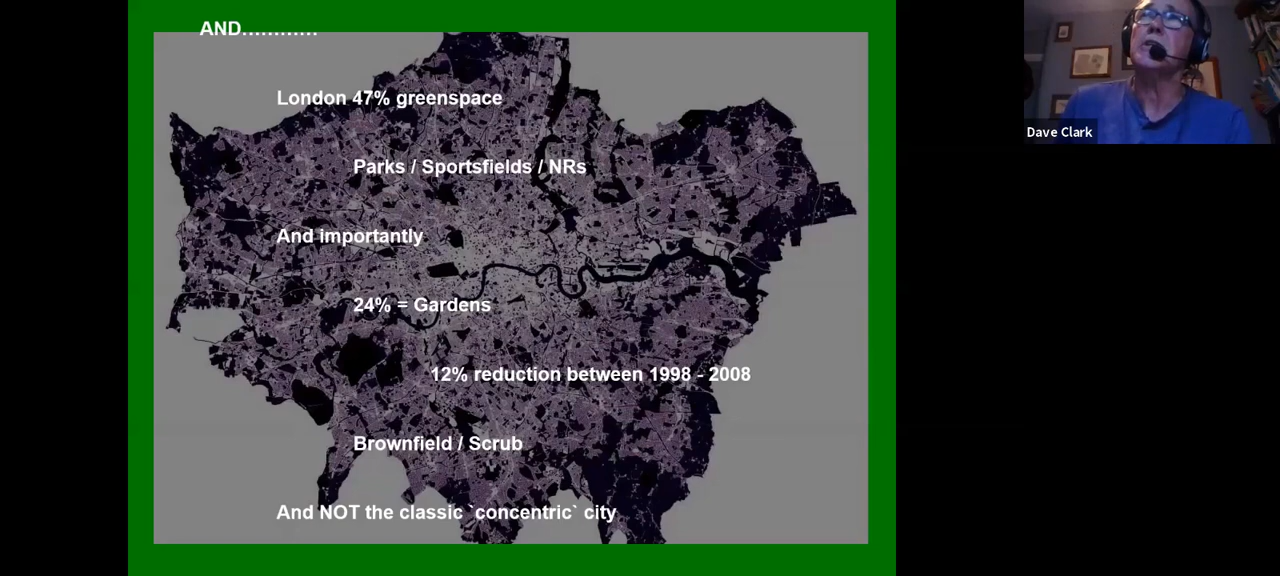 AND............
London 47% greenspace
Parks / Sportsfields / NRs
And importantly
24% = Gardens
12% reduction between 1998 - 2008
Brownfield / Scrub
And NOT the classic `concentric` city
Dave Clark